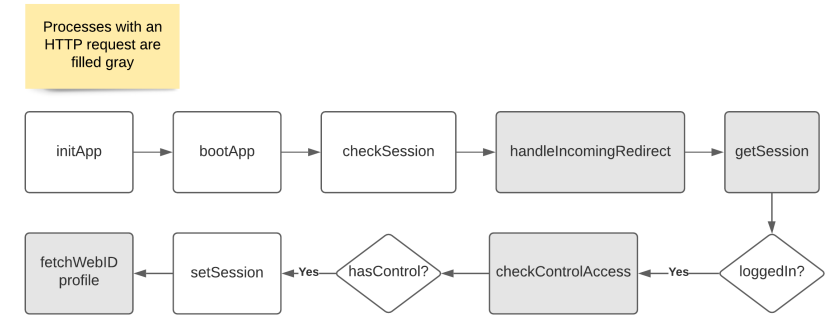 Processes with an
HTTP request are
filled gray
initApp
bootApp
checkSession
handleIncomingRedirect
getSession
fetchWebID
profile
setSession
Yes
hasControl?
checkControlAccess
Yes
loggedIn?